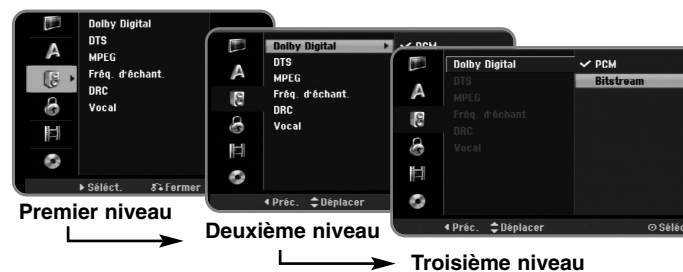 Dolby Digital
DTS
MPEG
Fréq. d'échant.
DRC
Vocal
Séléct. Fermer
Premier niveau
Dolby Digital PCM
DTS
MPEG
Fréq. d'échant.
DRC
Vocal
Préc. Déplacer
Deuxième niveau
Dolby Digital PCM
DTS Bitstream
MPEG
Fréq. d'échant.
DRC
Vocal
Préc. Déplacer
Troisième niveau